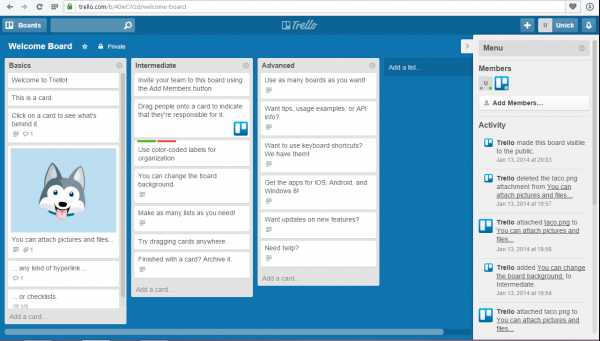 trello.com/b/40wCIYzd/welcome-board
Boards
Trello
U
Unick
Welcome Board
Private
Basics
Welcome to Trello!
This is a card.
Click on a card to see what's
behind it.
1
You can attach pictures and files...
1
... any kind of hyperlink ...
1
... or checklists.
1/3
Add a card...
Intermediate
Invite your team to this board using
the Add Members button
Drag people onto a card to indicate
that they're responsible for it.
Use color-coded labels for
organization
You can change the board
background.
Make as many lists as you need!
Try dragging cards anywhere.
Finished with a card? Archive it.
Add a card...
Advanced
Use as many boards as you want!
Want tips, usage examples, or API
info?
Want to use keyboard shortcuts?
We have them!
Get the apps for iOS, Android, and
Windows 8!
Want updates on new features?
Need help?
Add a card...
Add a list...
Menu
Members
U
Add Members...
Activity
Trello made this board visible
to the public.
Jan 13, 2014 at 20:03
Trello deleted the taco.png
attachment from You can
attach pictures and files...
Jan 13, 2014 at 19:57
Trello attached taco.png to
You can attach pictures and
files...
Jan 13, 2014 at 19:56
Trello added You can change
the board background. to
Intermediate.
Jan 13, 2014 at 18:54
Trello attached taco.png to
You can attach pictures and
files...